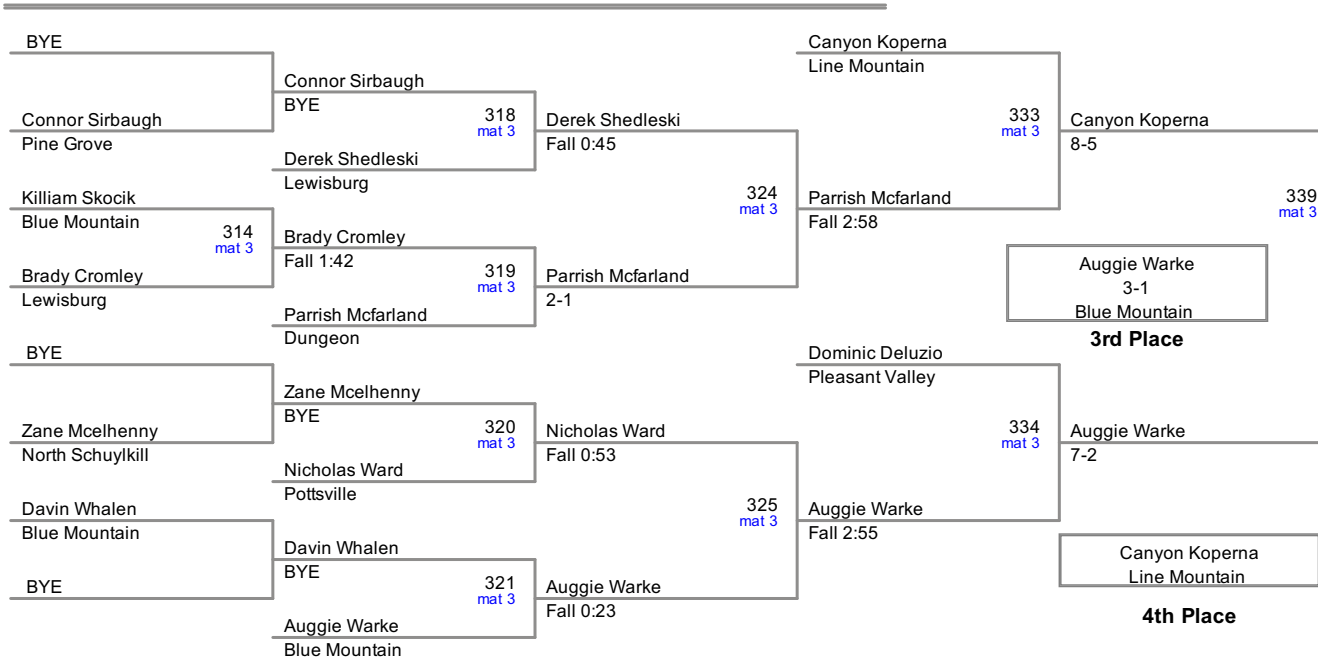 BYE
Connor Sirbaugh
Pine Grove
Killiam Skocik
Blue Mountain
314
mat 3
Brady Cromley
Lewisburg
BYE
Zane Mcelhenny
North Schuylkill
Davin Whalen
Blue Mountain
BYE
Connor Sirbaugh
BYE
318
mat 3
Derek Shedleski
Lewisburg
Brady Cromley
Fall 1:42
319
mat 3
Parrish Mcfarland
Dungeon
Zane Mcelhenny
BYE
320
mat 3
Nicholas Ward
Pottsville
Davin Whalen
BYE
321
mat 3
Auggie Warke
Blue Mountain
Derek Shedleski
Fall 0:45
324
mat 3
Parrish Mcfarland
2-1
Nicholas Ward
Fall 0:53
325
mat 3
Auggie Warke
Fall 0:23
Canyon Koperna
Line Mountain
333
mat 3
Parrish Mcfarland
Fall 2:58
Dominic Deluzio
Pleasant Valley
334
mat 3
Auggie Warke
Fall 2:55
Canyon Koperna
8-5
339
mat 3
Auggie Warke
3-1
Blue Mountain
3rd Place
Auggie Warke
7-2
Canyon Koperna
Line Mountain
4th Place